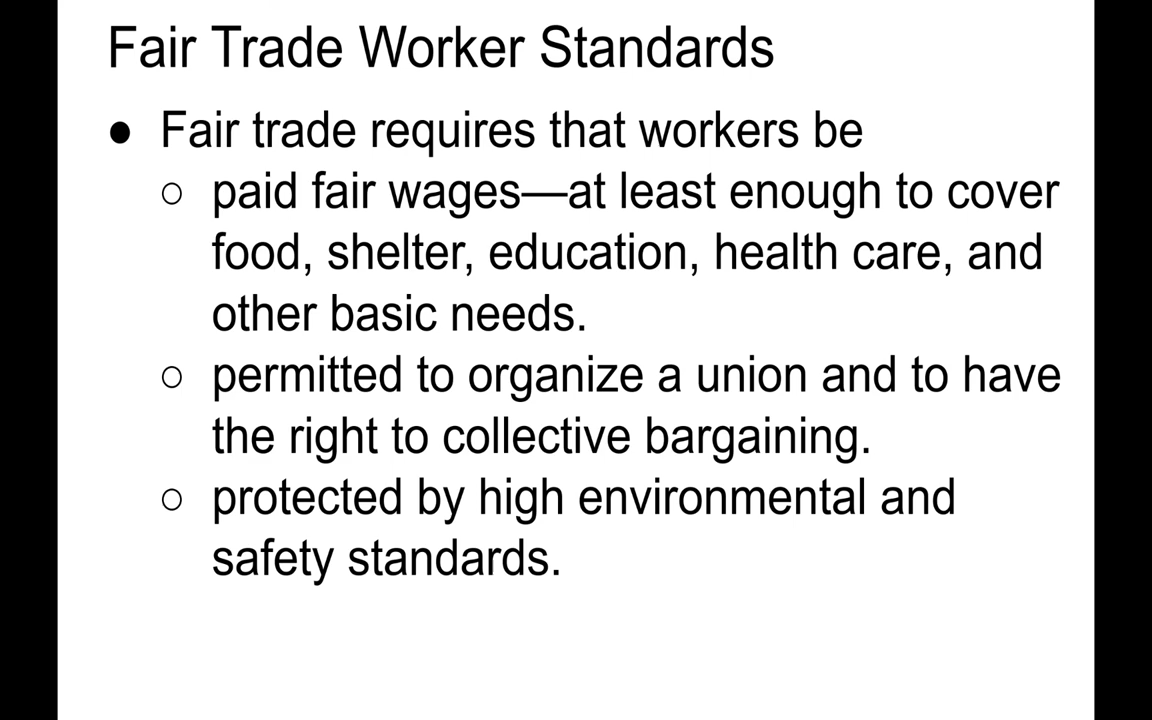 Fair Trade Worker Standards
● Fair trade requires that workers be
○ paid fair wages—at least enough to cover
food, shelter, education, health care, and
other basic needs.
○ permitted to organize a union and to have
the right to collective bargaining.
○ protected by high environmental and
safety standards.